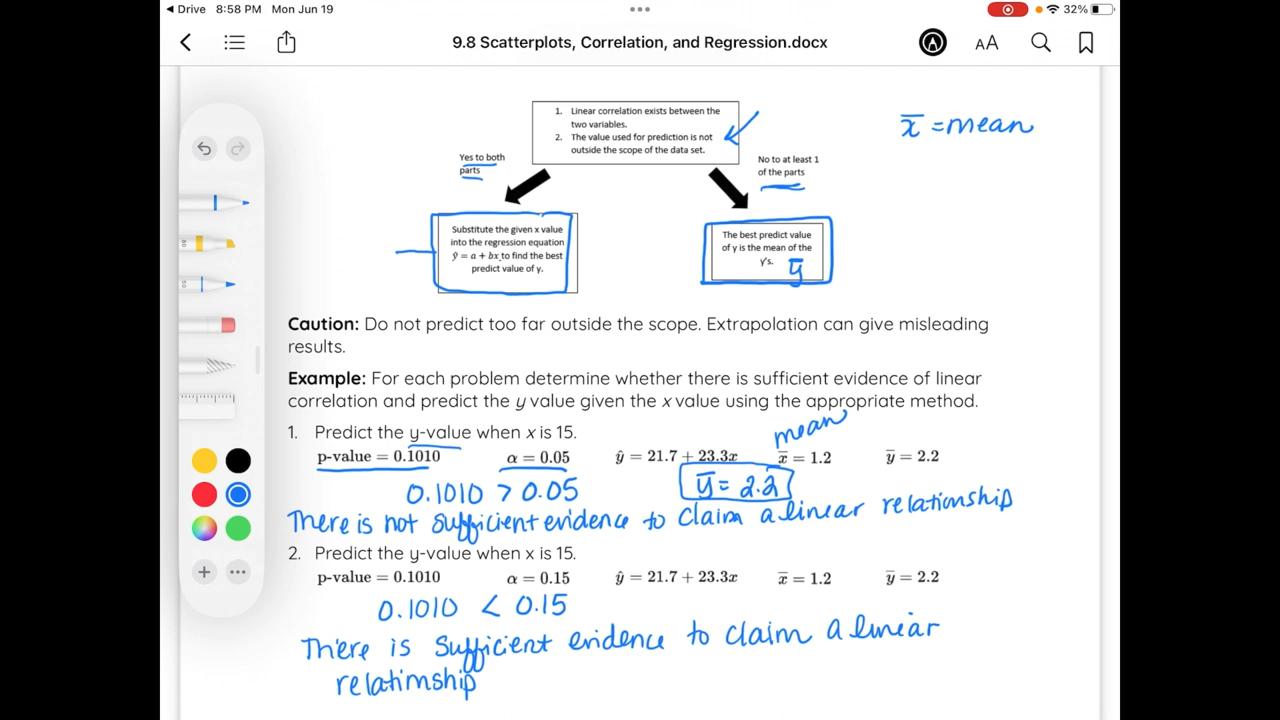 Drive 8:58 PM Mon Jun 19
32%
9.8 Scatterplots, Correlation, and Regression.docx
AA
1. Linear correlation exists between the
two variables.
2. The value used for prediction is not
outside the scope of the data set.
x̅ = mean
Yes to both
parts
No to at least 1
of the parts
Substitute the given x value
into the regression equation
ŷ = a + bx to find the best
predict value of y.
The best predict value
of y is the mean of the
y's.
y̅
Caution: Do not predict too far outside the scope. Extrapolation can give misleading
results.
Example: For each problem determine whether there is sufficient evidence of linear
correlation and predict the y value given the x value using the appropriate method.
1. Predict the y-value when x is 15.
mean
p-value = 0.1010 α = 0.05 ŷ = 21.7 + 23.3x x̅ = 1.2 y̅ = 2.2
0.1010 > 0.05 y̅ = 2.2
There is not sufficient evidence to claim a linear relationship
2. Predict the y-value when x is 15.
p-value = 0.1010 α = 0.15 ŷ = 21.7 + 23.3x x̅ = 1.2 y̅ = 2.2
0.1010 < 0.15
There is sufficient evidence to claim a linear
relationship